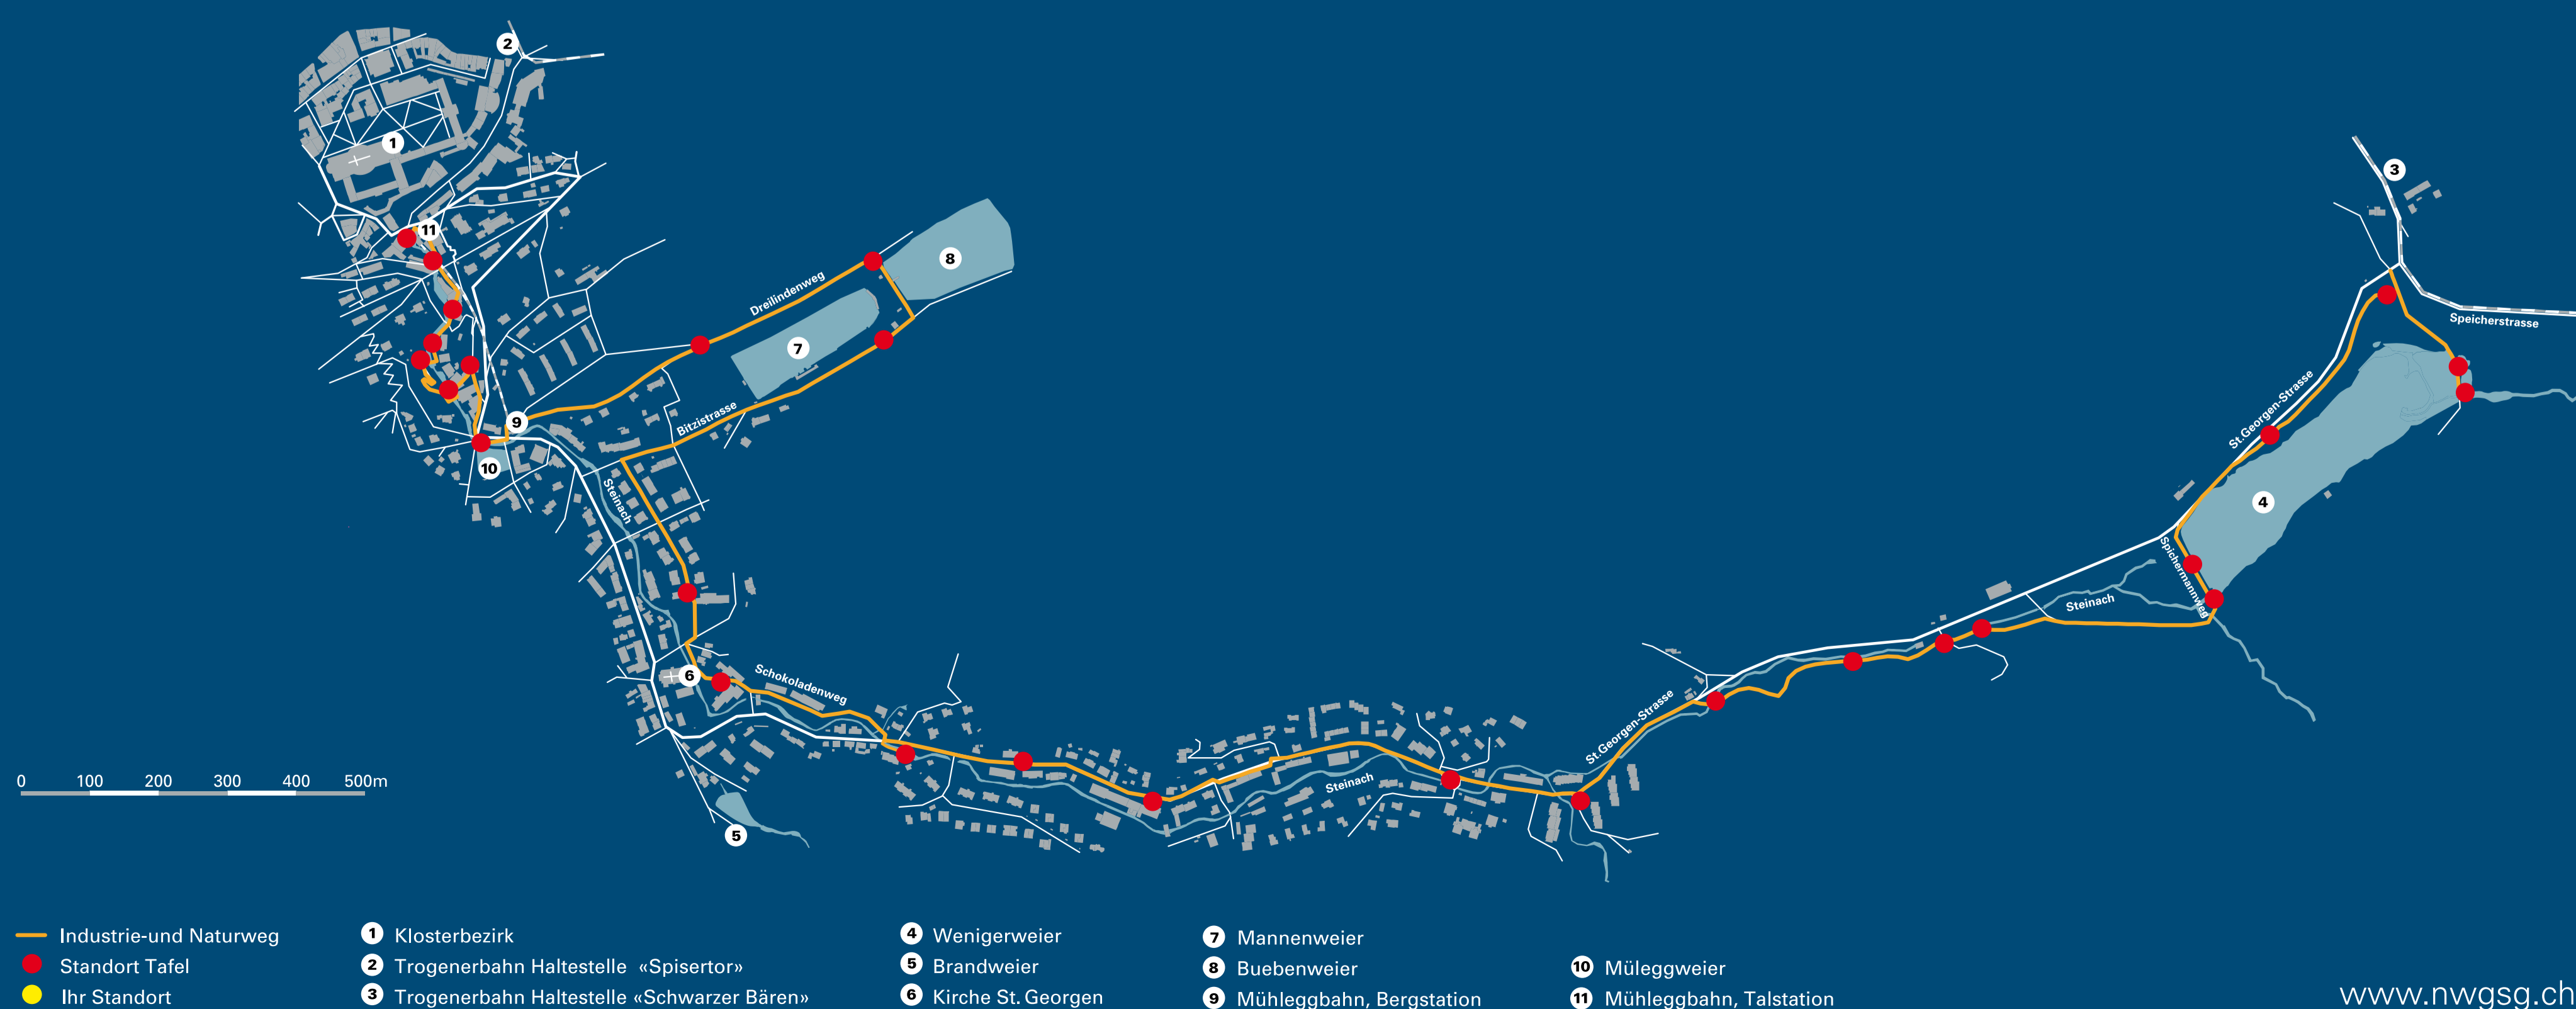 2
1
3
11
8
Dreilindenweg
Speicherstrasse
7
Bitzistrasse
St.Georgen-Strasse
9
10
4
Steinach
Spichermannweg
Steinach
6
Schokoladenweg
St.Georgen-Strasse
Steinach
5
0 100 200 300 400 500m
Industrie-und Naturweg
Standort Tafel
Ihr Standort
1 Klosterbezirk
2 Trogenerbahn Haltestelle «Spisertor»
3 Trogenerbahn Haltestelle «Schwarzer Bären»
4 Wenigerweier
5 Brandweier
6 Kirche St. Georgen
7 Mannenweier
8 Buebenweier
9 Mühleggbahn, Bergstation
10 Müleggweier
11 Mühleggbahn, Talstation
www.nwgsg.ch